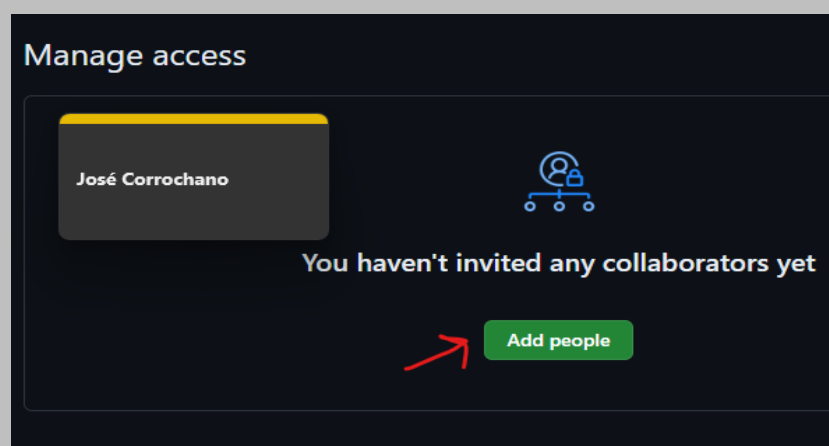 Manage access
José Corrochano
You haven't invited any collaborators yet
Add people